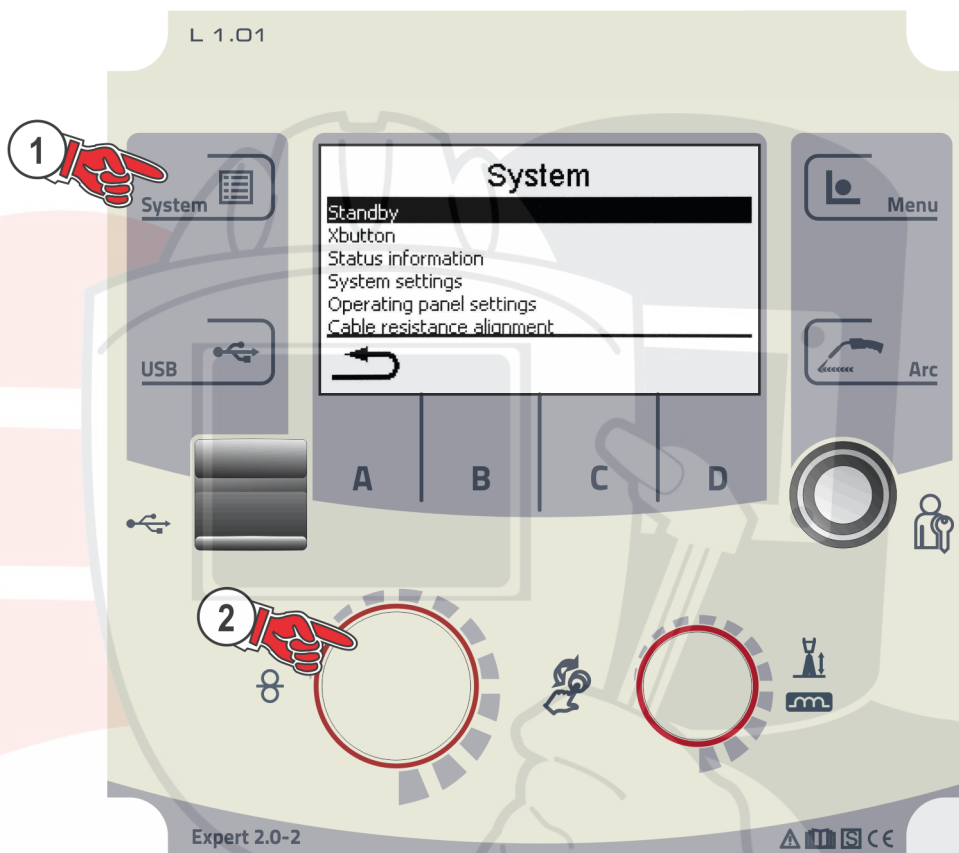 L 1.01
1
System
System
Menu
Standby
Xbutton
Status information
System settings
Operating panel settings
Cable resistance alignment
USB
Arc
A
B
C
D
2
Expert 2.0-2
S CE